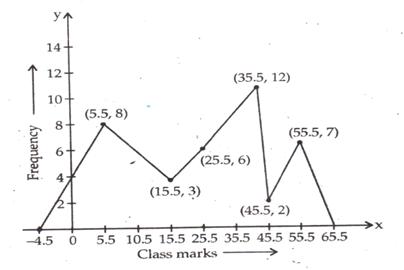 y
14
12
10
8
6
4
2
Frequency
(5.5, 8)
(15.5, 3)
(25.5, 6)
(35.5, 12)
(45.5, 2)
(55.5, 7)
x
–4.5 0 5.5 10.5 15.5 25.5 35.5 45.5 55.5 65.5
Class marks